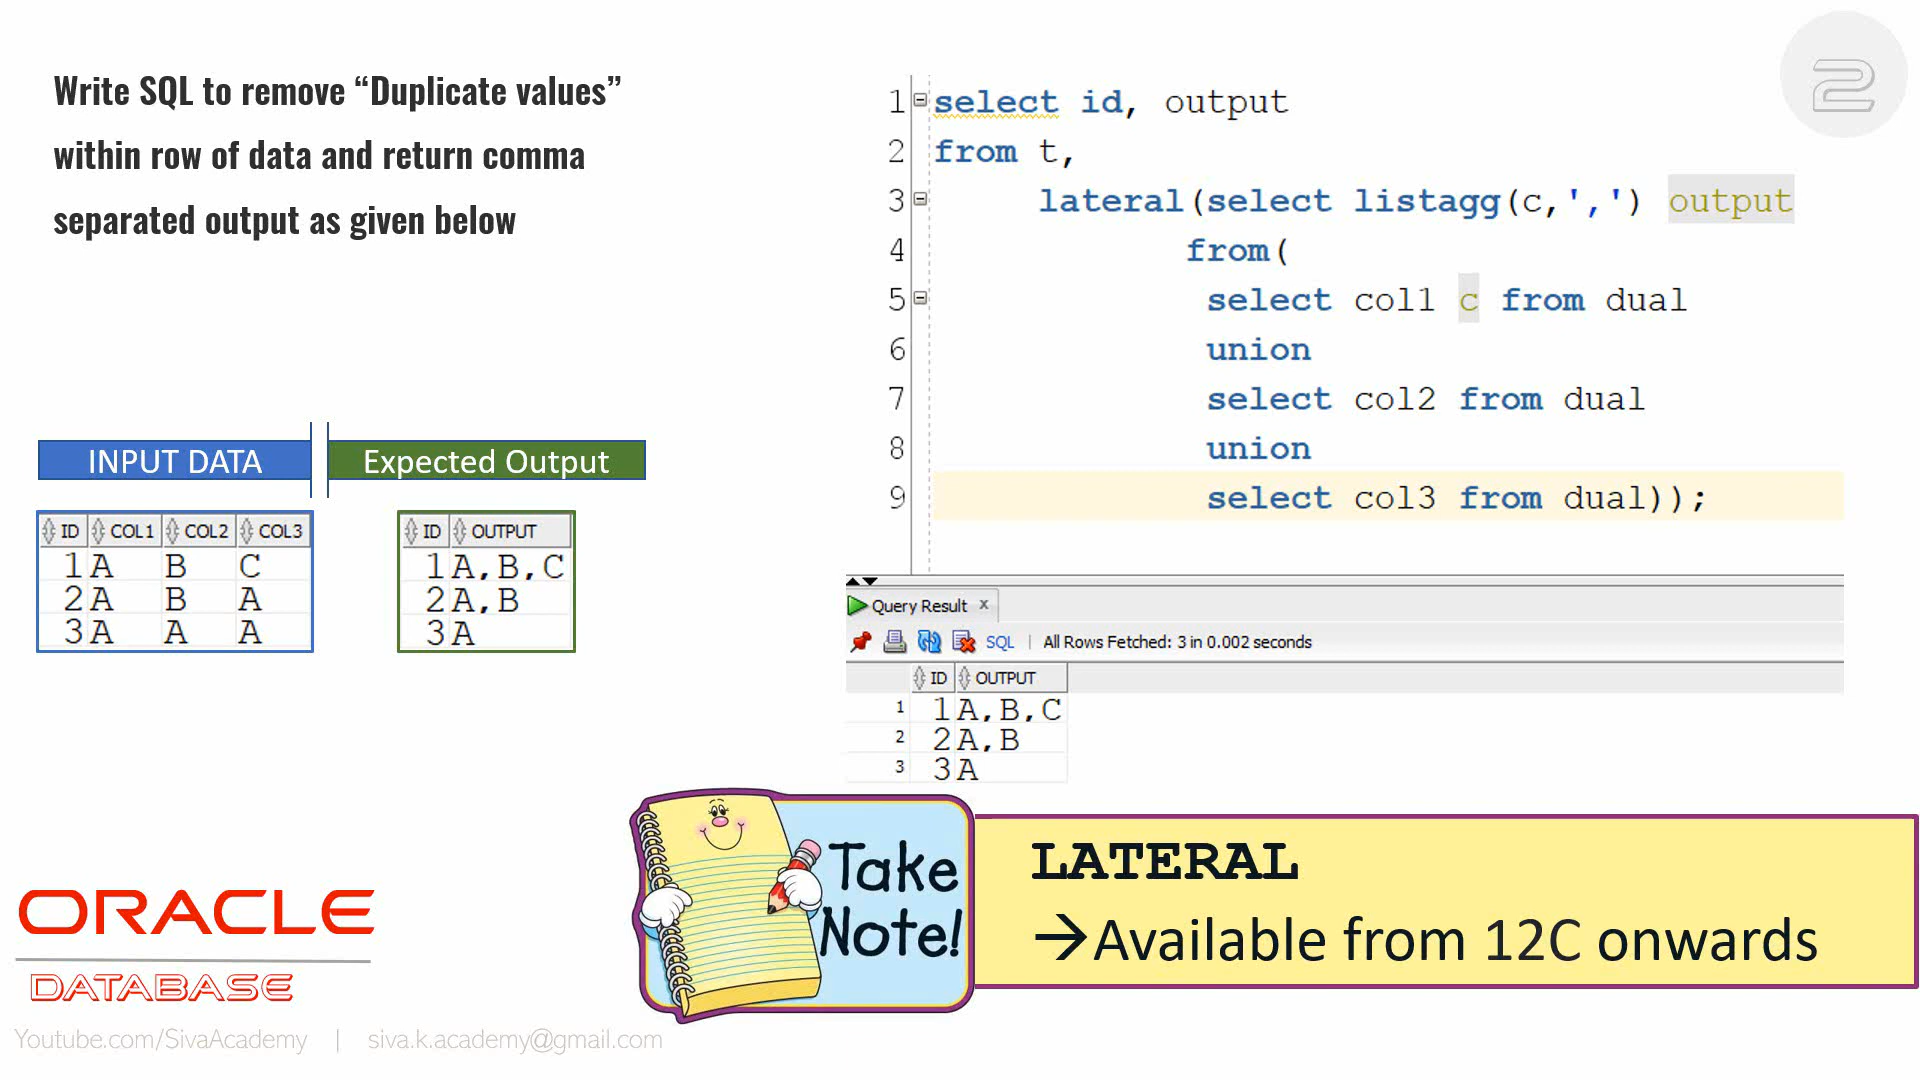 2
Write SQL to remove “Duplicate values”
within row of data and return comma
separated output as given below
1 select id, output
2 from t,
3 lateral(select listagg(c,',') output
4 from(
5 select col1 c from dual
6 union
7 select col2 from dual
8 union
9 select col3 from dual));
INPUT DATA
ID COL1 COL2 COL3
1 A B C
2 A B A
3 A A A
Expected Output
ID OUTPUT
1 A,B,C
2 A,B
3 A
Query Result x
SQL | All Rows Fetched: 3 in 0.002 seconds
ID OUTPUT
1 1 A,B,C
2 2 A,B
3 3 A
Take
Note!
LATERAL
→Available from 12C onwards
ORACLE
DATABASE
Youtube.com/SivaAcademy | siva.k.academy@gmail.com